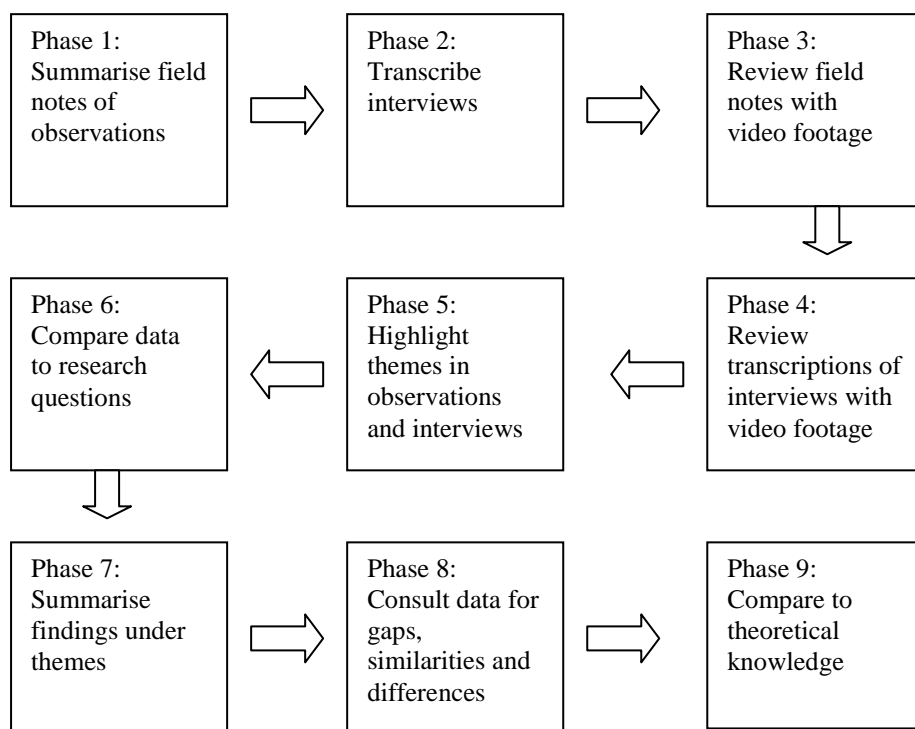 Phase 1:
Summarise field
notes of
observations
Phase 2:
Transcribe
interviews
Phase 3:
Review field
notes with
video footage
Phase 4:
Review
transcriptions of
interviews with
video footage
Phase 5:
Highlight
themes in
observations
and interviews
Phase 6:
Compare data
to research
questions
Phase 7:
Summarise
findings under
themes
Phase 8:
Consult data for
gaps,
similarities and
differences
Phase 9:
Compare to
theoretical
knowledge